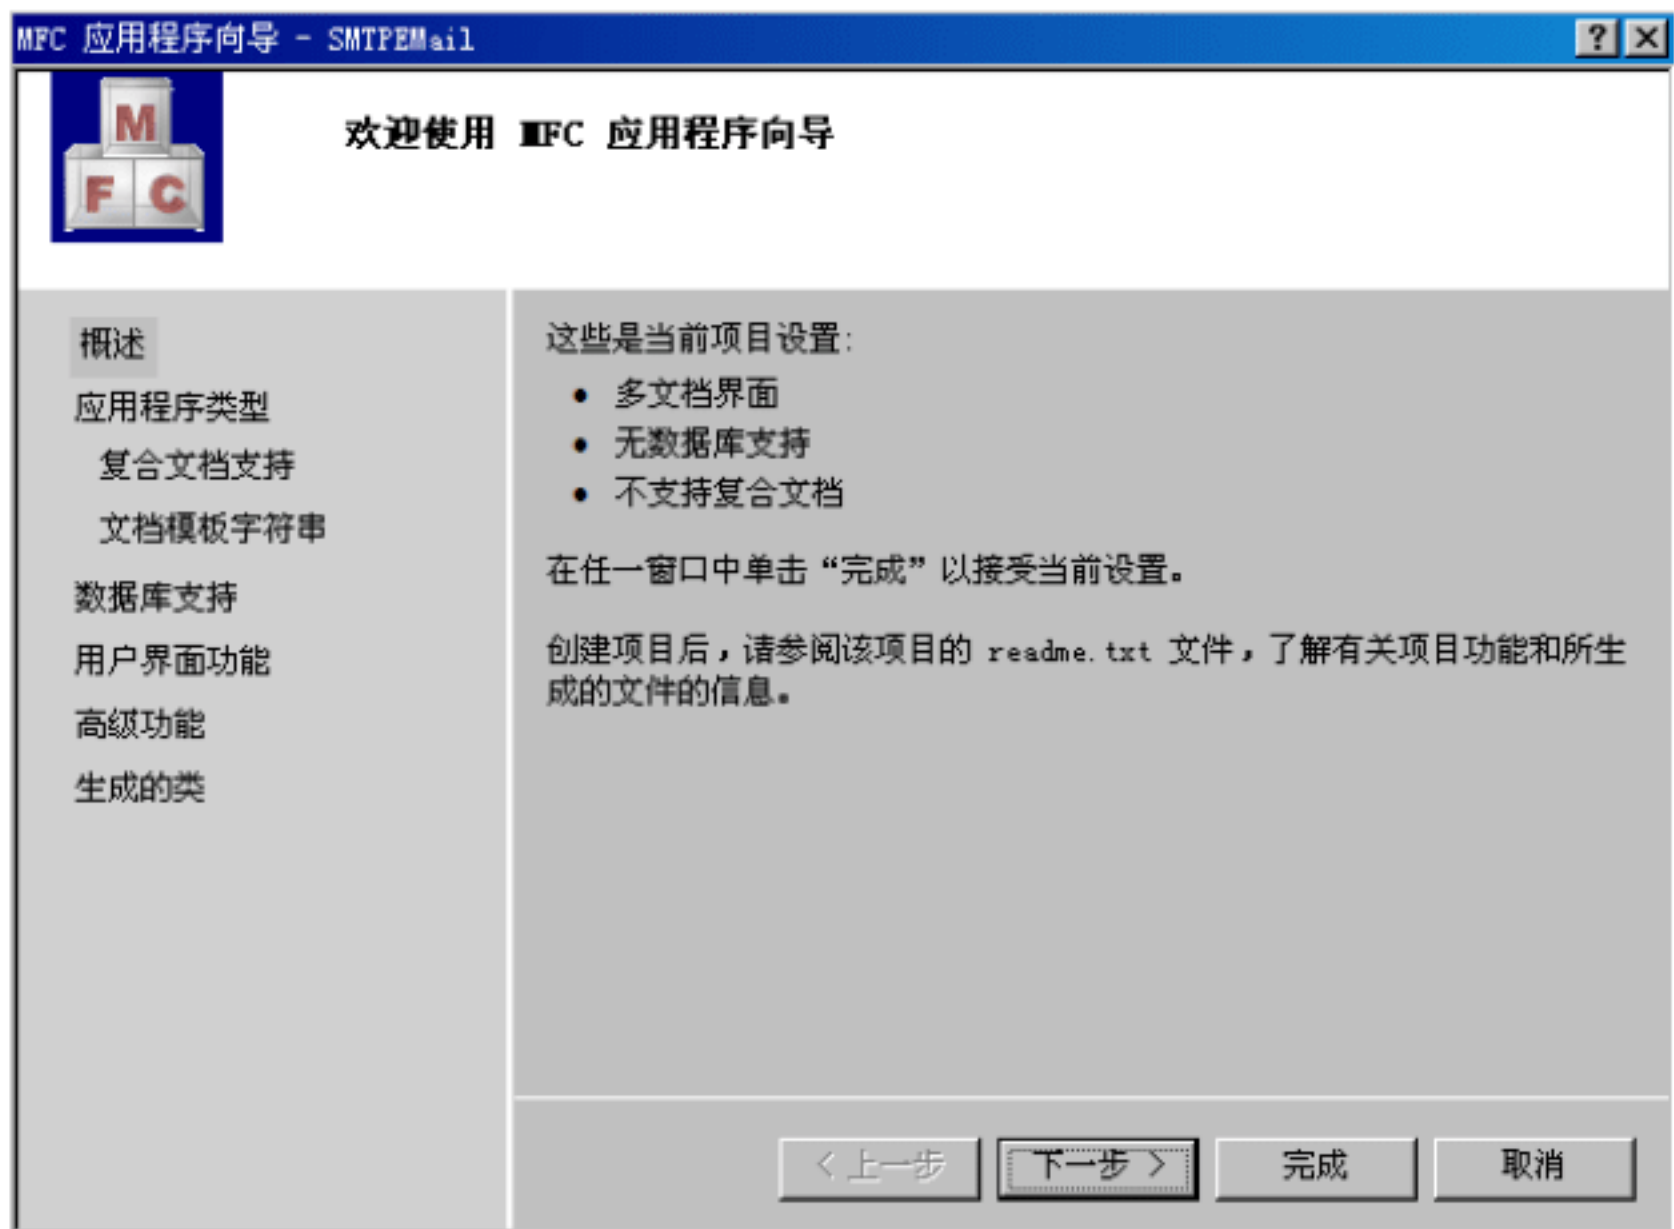 MFC 应用程序向导 - SMTPEMail
M
F C
欢迎使用 MFC 应用程序向导
概述
应用程序类型
复合文档支持
文档模板字符串
数据库支持
用户界面功能
高级功能
生成的类
这些是当前项目设置:
• 多文档界面
• 无数据库支持
• 不支持复合文档
在任一窗口中单击“完成”以接受当前设置。
创建项目后,请参阅该项目的 readme.txt 文件,了解有关项目功能和所生
成的文件的信息。
< 上一步 下一步 > 完成 取消